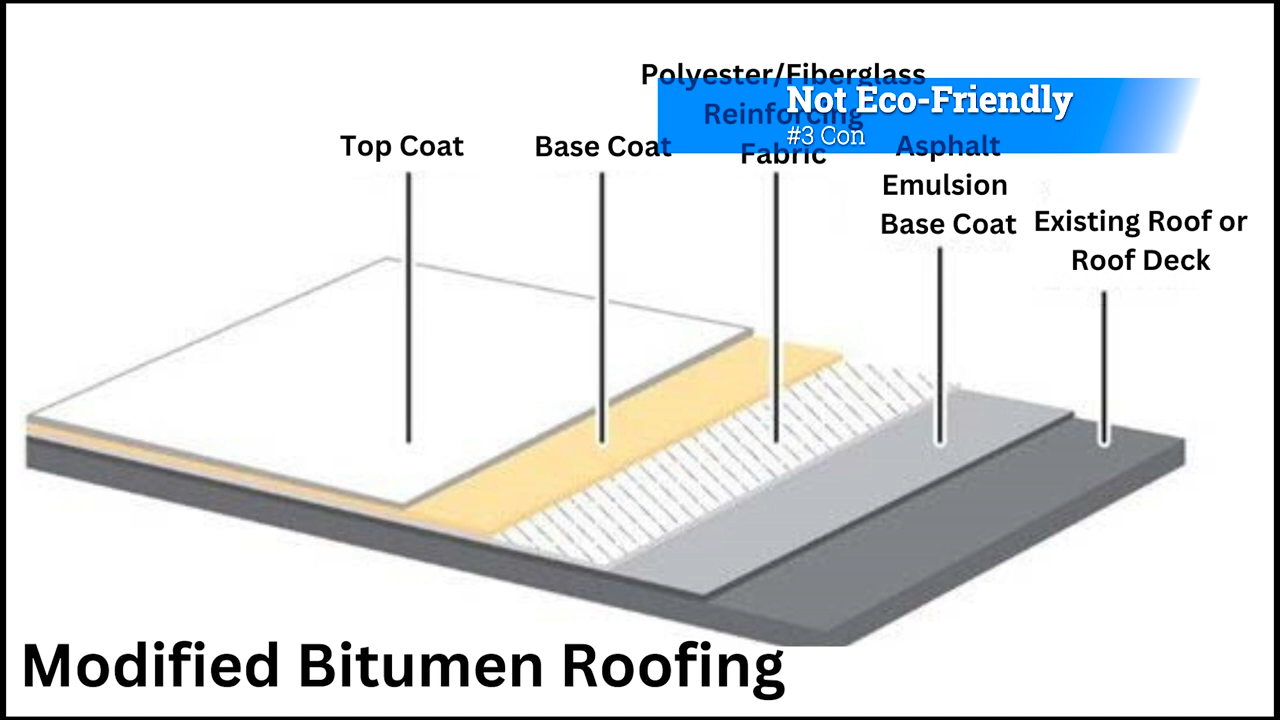 Polyester/Fiberglass
Reinforcing
Fabric
Not Eco-Friendly
#3 Con
Top Coat
Base Coat
Asphalt
Emulsion
Base Coat
Existing Roof or
Roof Deck
Modified Bitumen Roofing